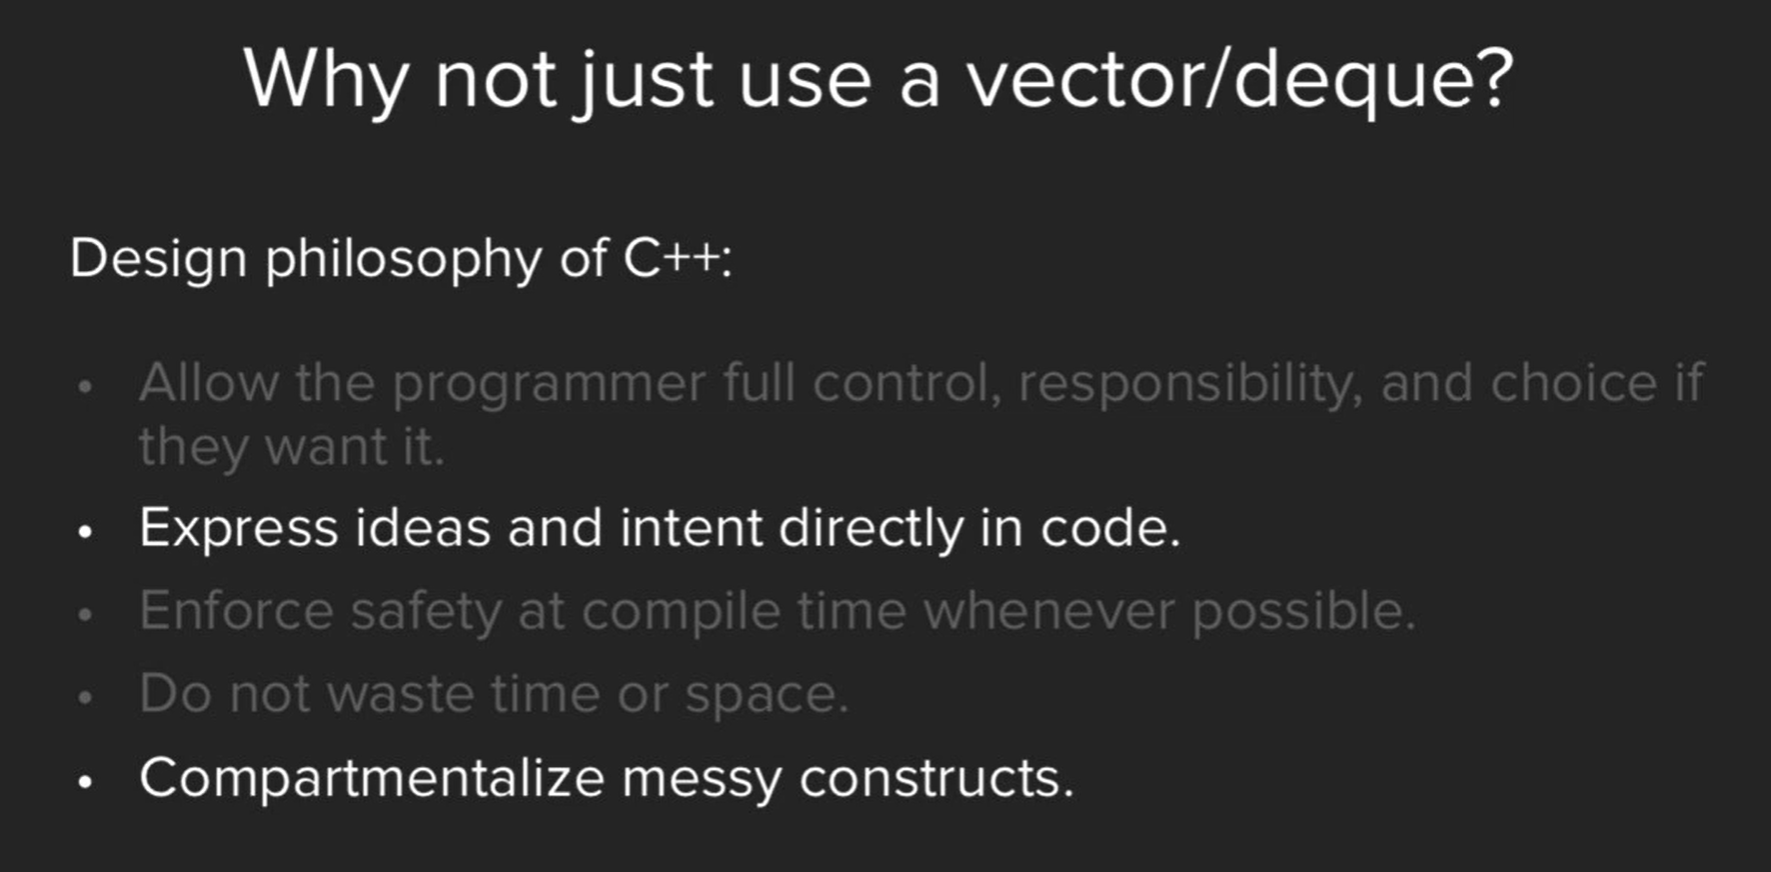 Why not just use a vector/deque?
Design philosophy of C++:
• Allow the programmer full control, responsibility, and choice if
they want it.
• Express ideas and intent directly in code.
• Enforce safety at compile time whenever possible.
• Do not waste time or space.
• Compartmentalize messy constructs.